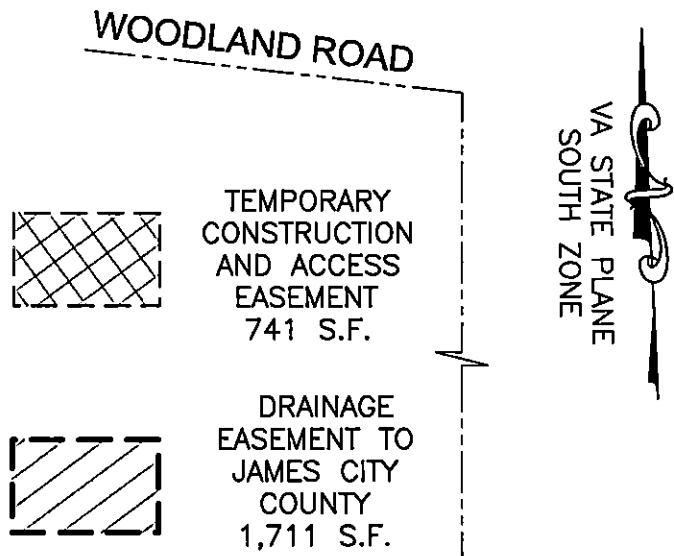 WOODLAND ROAD
VA STATE PLANE
SOUTH ZONE
TEMPORARY
CONSTRUCTION
AND ACCESS
EASEMENT
741 S.F.
DRAINAGE
EASEMENT TO
JAMES CITY
COUNTY
1,711 S.F.